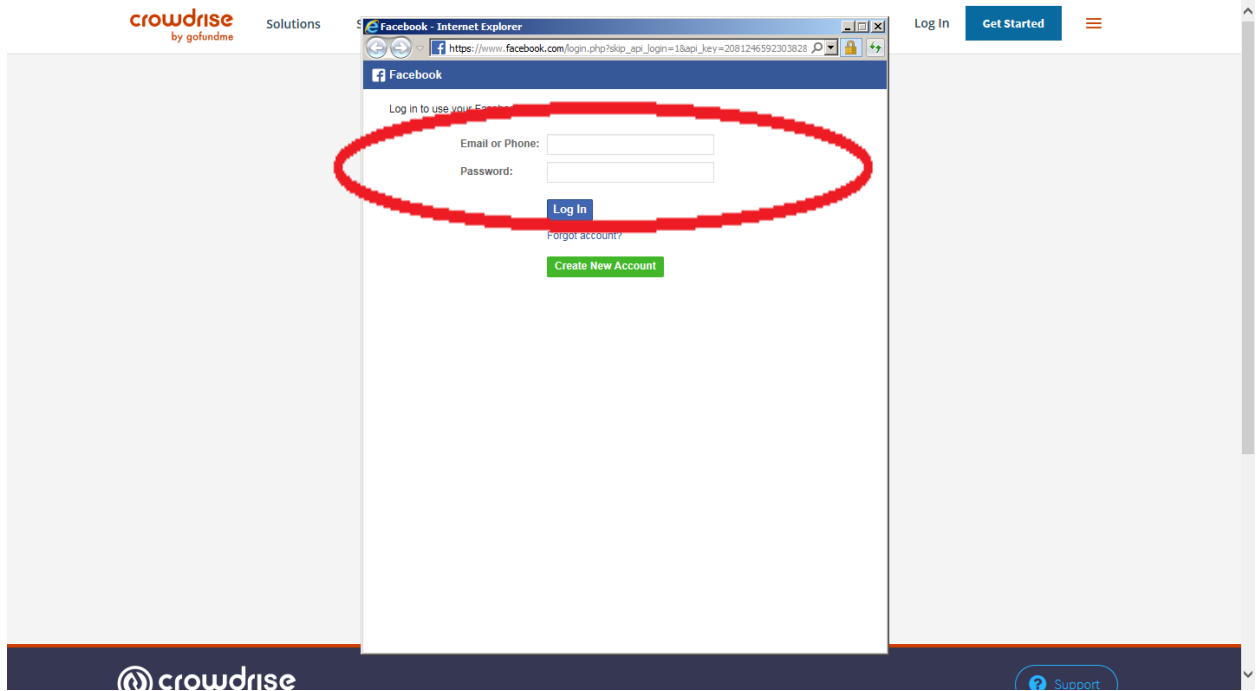 crowdrise
by gofundme
Solutions
S
Log In
Get Started
Facebook - Internet Explorer
https://www.facebook.com/login.php?skip_api_login=1&api_key=2081246592303828
Facebook
Log in to use your
Email or Phone:
Password:
Log In
Forgot account?
Create New Account
crowdrise
? Support